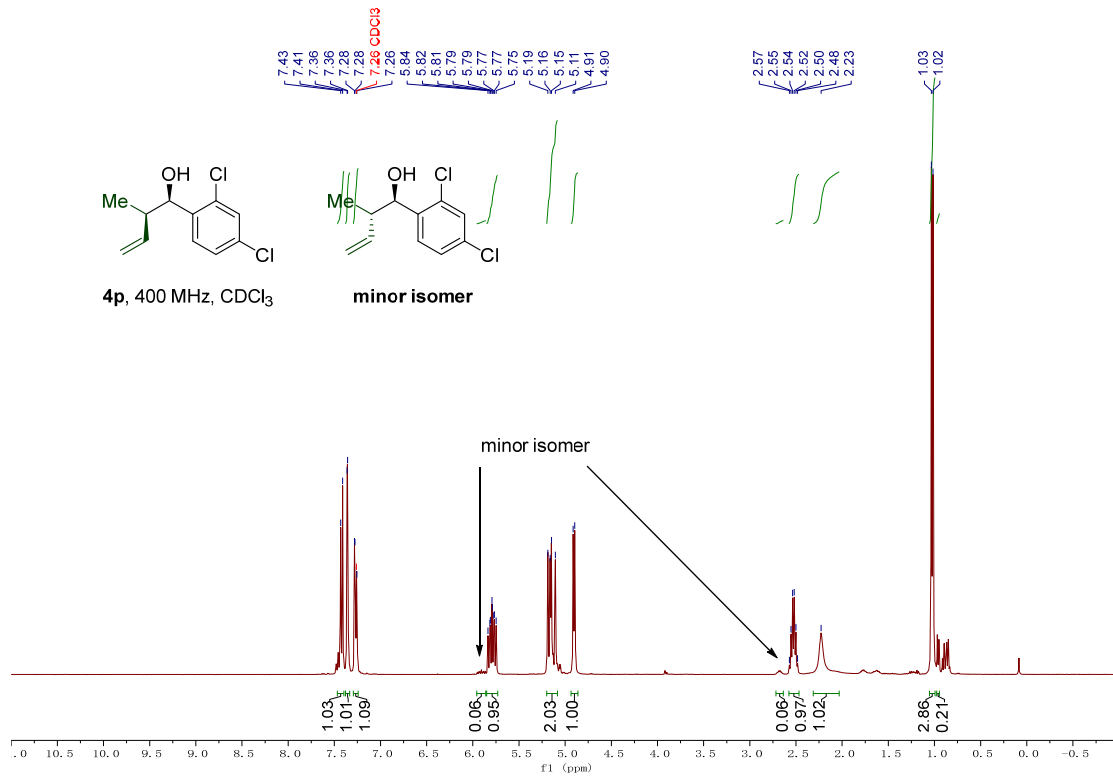 7.43 7.41 7.36 7.36 7.28 7.28 7.26 CDCl3 7.26 5.84 5.82 5.81 5.79 5.79 5.77 5.77 5.75 5.19 5.16 5.15 5.11 4.91 4.90 2.57 2.55 2.54 2.52 2.50 2.48 2.23 1.03 1.02
OH Cl
Me
Cl
4p, 400 MHz, CDCl3
OH Cl
Me
Cl
minor isomer
minor isomer
1.03 1.01 1.09 0.06 0.95 2.03 1.00 0.06 0.97 1.02 2.86 0.21
1.0 10.5 10.0 9.5 9.0 8.5 8.0 7.5 7.0 6.5 6.0 5.5 5.0 4.5 4.0 3.5 3.0 2.5 2.0 1.5 1.0 0.5 0.0 -0.5
f1 (ppm)